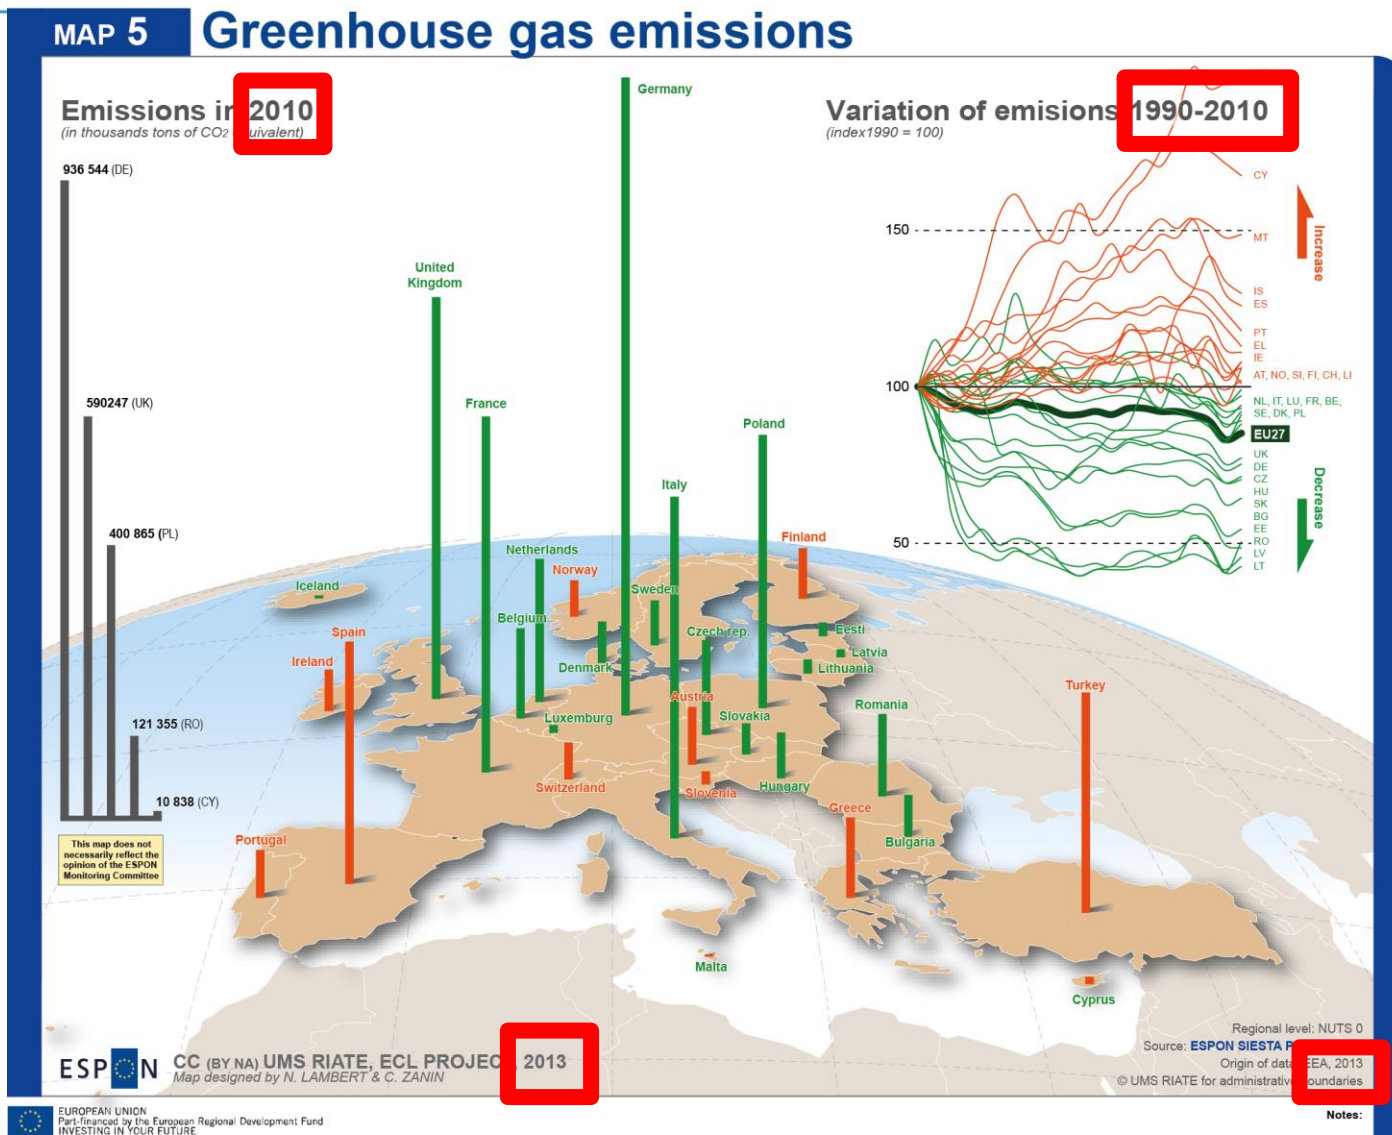 MAP 5 Greenhouse gas emissions
Emissions in 2010
(in thousands tons of CO2 equivalent)
936 544 (DE)
590247 (UK)
400 865 (PL)
121 355 (RO)
10 838 (CY)
This map does not
necessarily reflect the
opinion of the ESPON
Monitoring Committee
Variation of emisions 1990-2010
(index1990 = 100)
150
100
50
CY
MT
IS
ES
PT
EL
IE
AT, NO, SI, FI, CH, LI
NL, IT, LU, FR, BE,
SE, DK, PL
EU27
UK
DE
CZ
HU
SK
BG
EE
RO
LV
LT
Increase
Decrease
Germany
United
Kingdom
France
Poland
Italy
Finland
Netherlands
Norway
Iceland
Sweden
Belgium
Czech rep.
Eesti
Spain
Latvia
Ireland
Denmark
Lithuania
Turkey
Austria
Romania
Luxemburg
Slovakia
Switzerland
Slovenia
Hungary
Greece
Portugal
Bulgaria
Malta
Cyprus
ESPON
CC (BY NA) UMS RIATE, ECL PROJECT, 2013
Map designed by N. LAMBERT & C. ZANIN
Regional level: NUTS 0
Source: ESPON SIESTA
Origin of data: EEA, 2013
© UMS RIATE for administrative boundaries
EUROPEAN UNION
Part-financed by the European Regional Development Fund
INVESTING IN YOUR FUTURE
Notes: